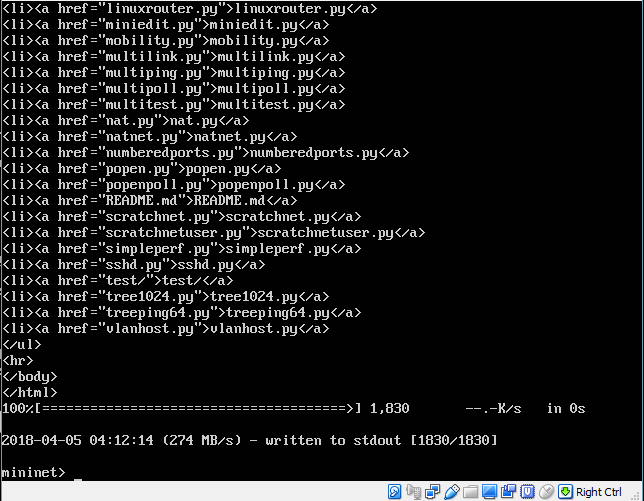 <li><a href="linuxrouter.py">linuxrouter.py</a>
<li><a href="miniedit.py">miniedit.py</a>
<li><a href="mobility.py">mobility.py</a>
<li><a href="multilink.py">multilink.py</a>
<li><a href="multiping.py">multiping.py</a>
<li><a href="multipoll.py">multipoll.py</a>
<li><a href="multitest.py">multitest.py</a>
<li><a href="nat.py">nat.py</a>
<li><a href="natnet.py">natnet.py</a>
<li><a href="numberedports.py">numberedports.py</a>
<li><a href="popen.py">popen.py</a>
<li><a href="popenpoll.py">popenpoll.py</a>
<li><a href="README.md">README.md</a>
<li><a href="scratchnet.py">scratchnet.py</a>
<li><a href="scratchnetuser.py">scratchnetuser.py</a>
<li><a href="simpleperf.py">simpleperf.py</a>
<li><a href="sshd.py">sshd.py</a>
<li><a href="test/">test/</a>
<li><a href="tree1024.py">tree1024.py</a>
<li><a href="treeping64.py">treeping64.py</a>
<li><a href="vlanhost.py">vlanhost.py</a>
</ul>
<hr>
</body>
</html>
100%[======================================>] 1,830       --.-K/s   in 0s
2018-04-05 04:12:14 (274 MB/s) - written to stdout [1830/1830]
mininet> _
Right Ctrl